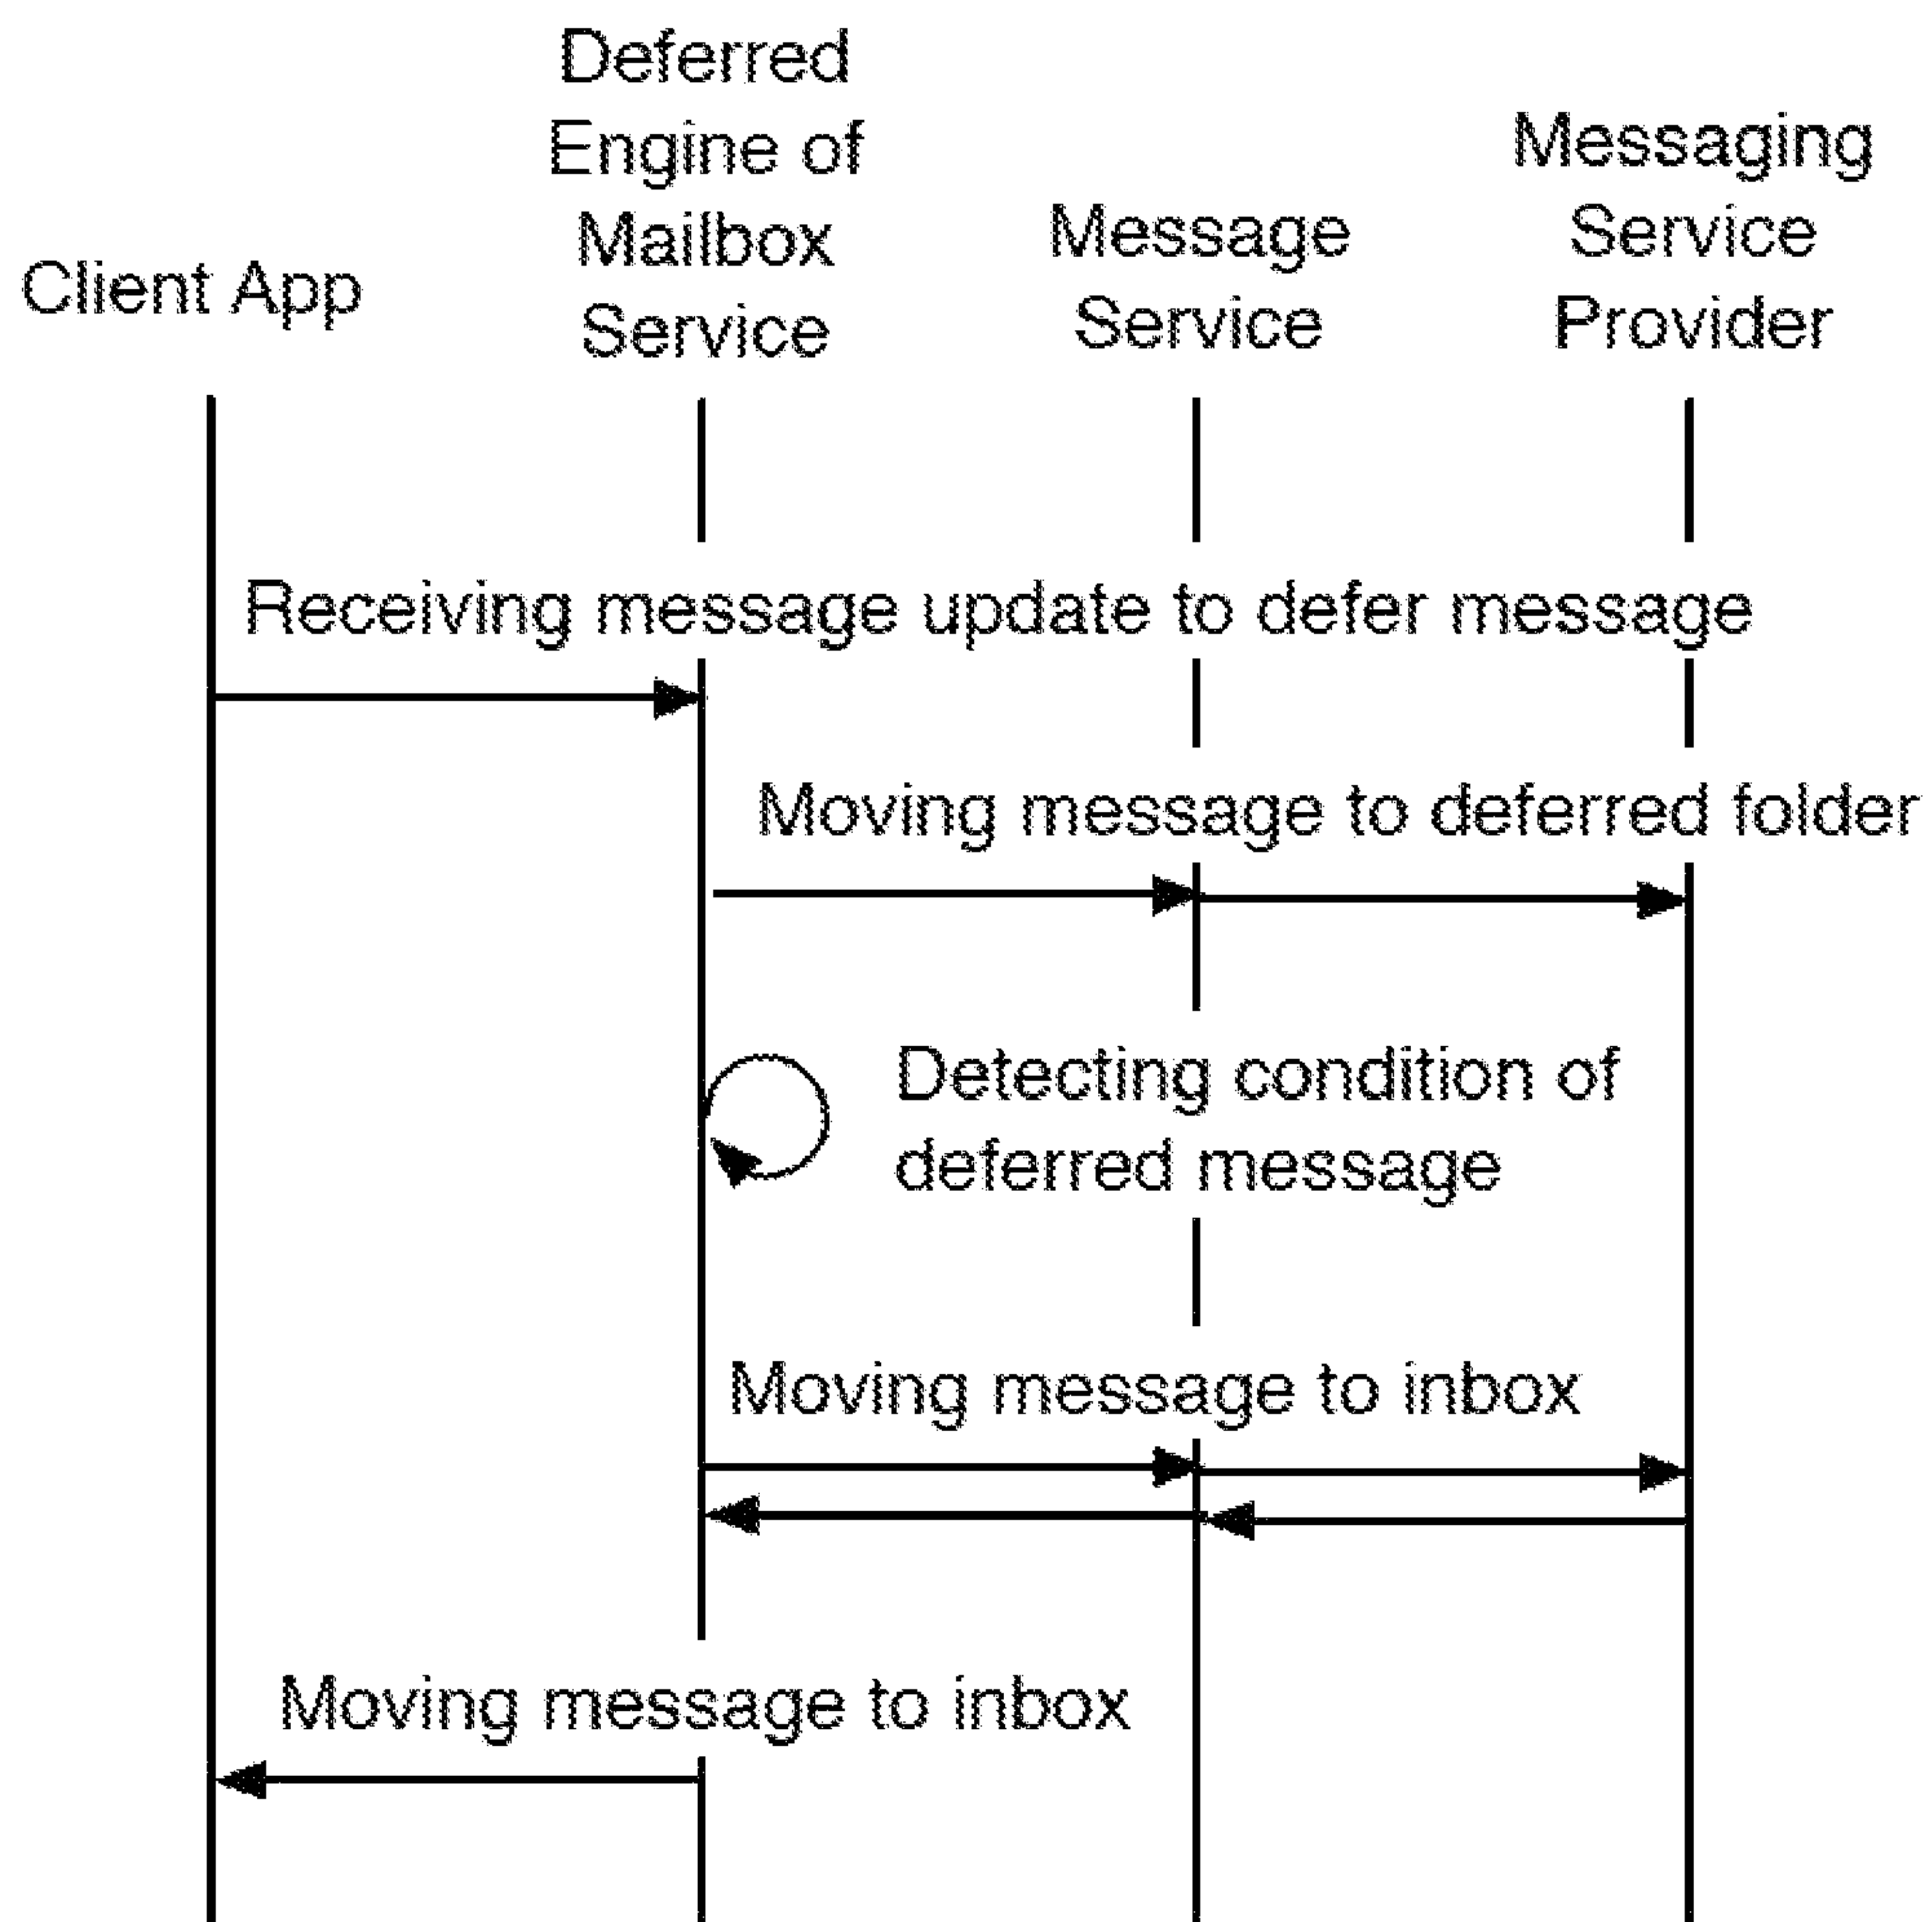 Client App
Deferred
Engine of
Mailbox
Service
Message
Service
Messaging
Service
Provider
Receiving message update to defer message
Moving message to deferred folder
Detecting condition of
deferred message
Moving message to inbox
Moving message to inbox